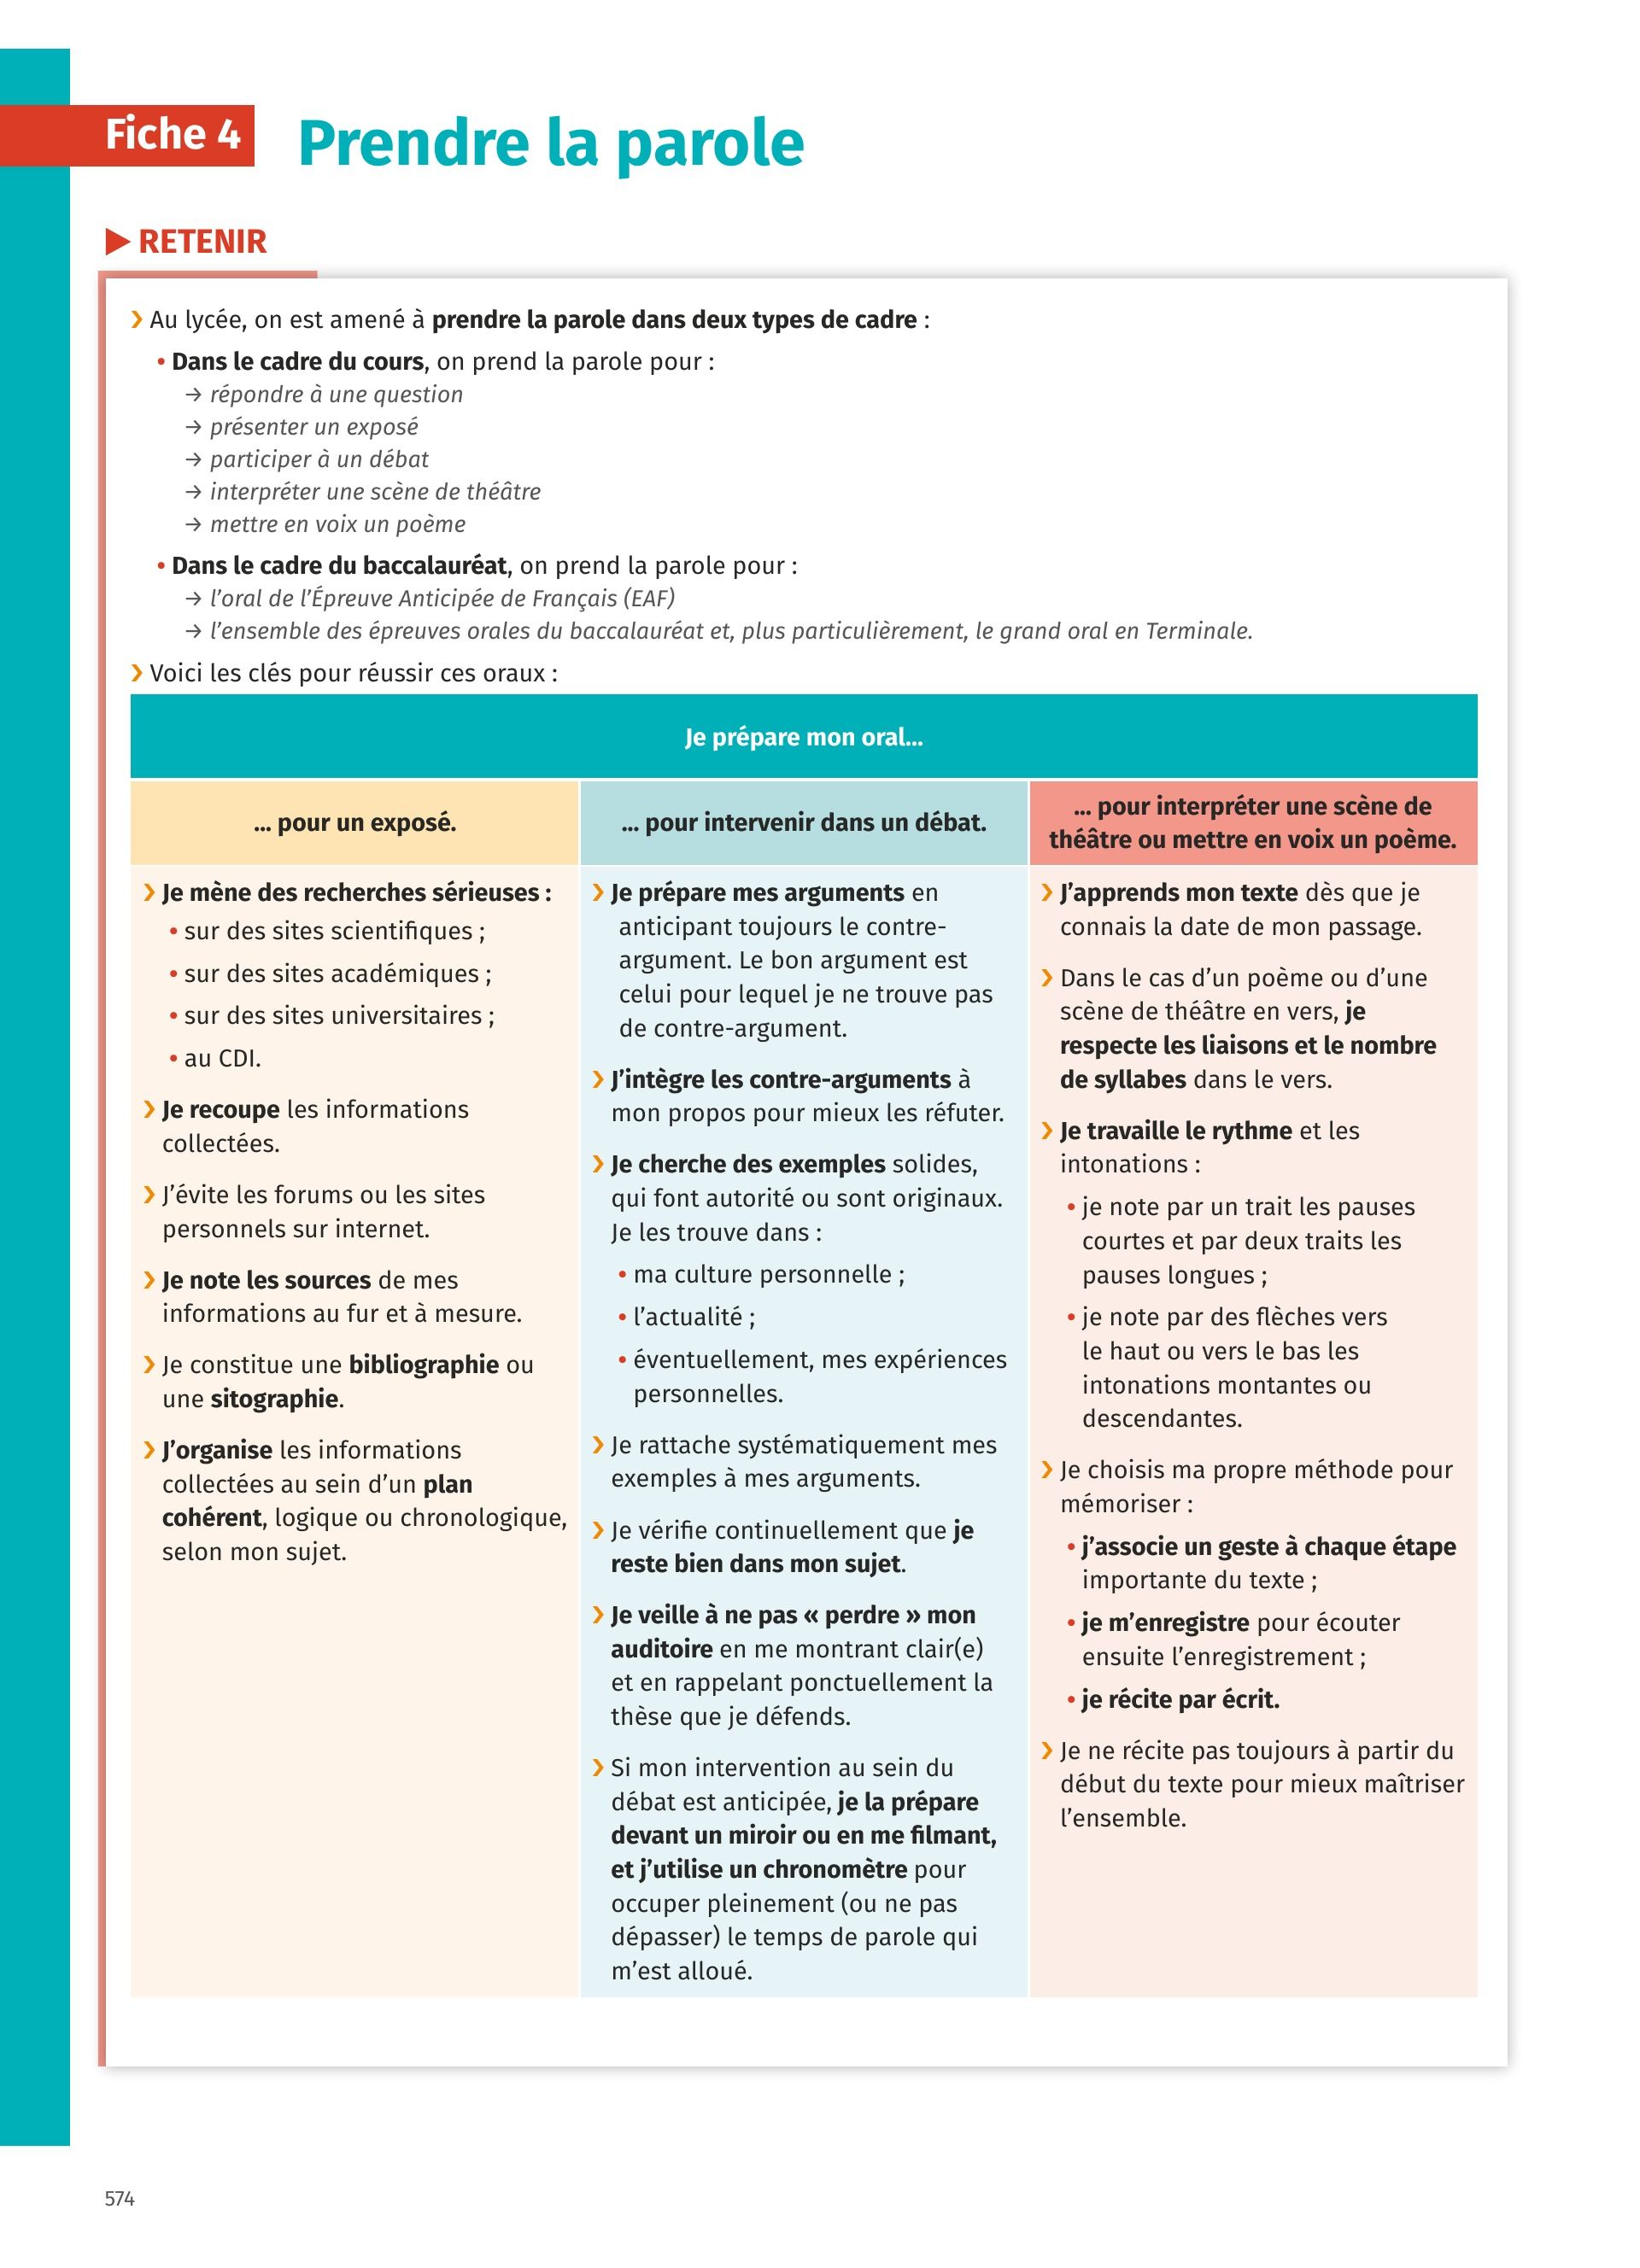 Fiche 4
Prendre la parole
▶ RETENIR
› Au lycée, on est amené à prendre la parole dans deux types de cadre :
• Dans le cadre du cours, on prend la parole pour :
→ répondre à une question
→ présenter un exposé
→ participer à un débat
→ interpréter une scène de théâtre
→ mettre en voix un poème
• Dans le cadre du baccalauréat, on prend la parole pour :
→ l’oral de l’Épreuve Anticipée de Français (EAF)
→ l’ensemble des épreuves orales du baccalauréat et, plus particulièrement, le grand oral en Terminale.
› Voici les clés pour réussir ces oraux :
Je prépare mon oral…
… pour un exposé.
› Je mène des recherches sérieuses :
• sur des sites scientifiques ;
• sur des sites académiques ;
• sur des sites universitaires ;
• au CDI.
› Je recoupe les informations
collectées.
› J’évite les forums ou les sites
personnels sur internet.
› Je note les sources de mes
informations au fur et à mesure.
› Je constitue une bibliographie ou
une sitographie.
› J’organise les informations
collectées au sein d’un plan
cohérent, logique ou chronologique,
selon mon sujet.
… pour intervenir dans un débat.
› Je prépare mes arguments en
anticipant toujours le contre-
argument. Le bon argument est
celui pour lequel je ne trouve pas
de contre-argument.
› J’intègre les contre-arguments à
mon propos pour mieux les réfuter.
› Je cherche des exemples solides,
qui font autorité ou sont originaux.
Je les trouve dans :
• ma culture personnelle ;
• l’actualité ;
• éventuellement, mes expériences
personnelles.
› Je rattache systématiquement mes
exemples à mes arguments.
› Je vérifie continuellement que je
reste bien dans mon sujet.
› Je veille à ne pas « perdre » mon
auditoire en me montrant clair(e)
et en rappelant ponctuellement la
thèse que je défends.
› Si mon intervention au sein du
débat est anticipée, je la prépare
devant un miroir ou en me filmant,
et j’utilise un chronomètre pour
occuper pleinement (ou ne pas
dépasser) le temps de parole qui
m’est alloué.
… pour interpréter une scène de
théâtre ou mettre en voix un poème.
› J’apprends mon texte dès que je
connais la date de mon passage.
› Dans le cas d’un poème ou d’une
scène de théâtre en vers, je
respecte les liaisons et le nombre
de syllabes dans le vers.
› Je travaille le rythme et les
intonations :
• je note par un trait les pauses
courtes et par deux traits les
pauses longues ;
• je note par des flèches vers
le haut ou vers le bas les
intonations montantes ou
descendantes.
› Je choisis ma propre méthode pour
mémoriser :
• j’associe un geste à chaque étape
importante du texte ;
• je m’enregistre pour écouter
ensuite l’enregistrement ;
• je récite par écrit.
› Je ne récite pas toujours à partir du
début du texte pour mieux maîtriser
l’ensemble.
574